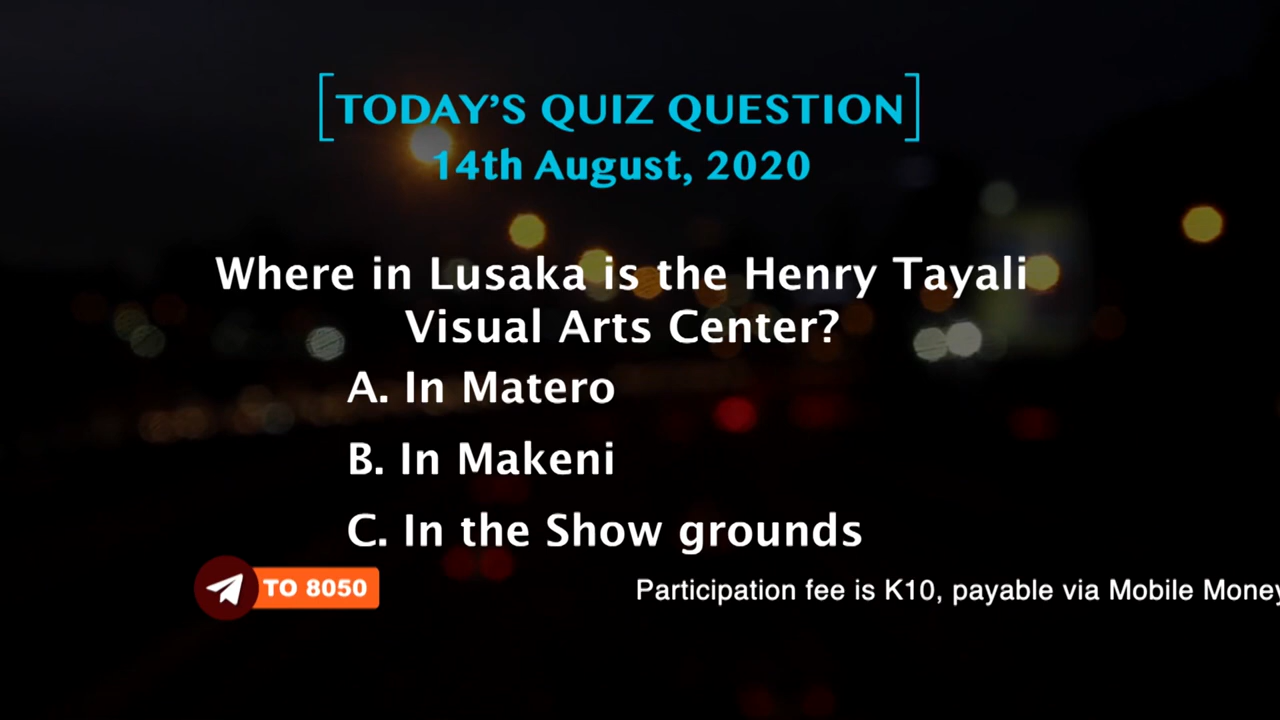 [TODAY'S QUIZ QUESTION]
14th August, 2020
Where in Lusaka is the Henry Tayali
Visual Arts Center?
A. In Matero
B. In Makeni
C. In the Show grounds
TO 8050
Participation fee is K10, payable via Mobile Money